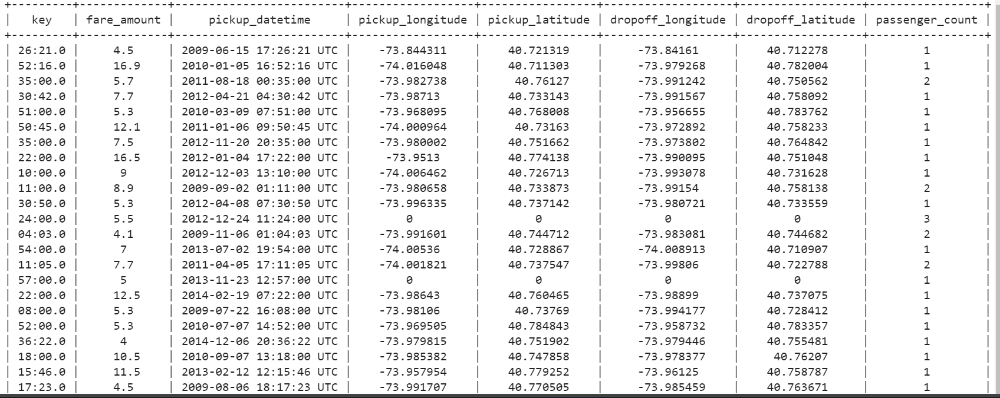 +---------+-------------+-----------------------------+--------------------+-------------------+---------------------+--------------------+-------------------+
|   key   | fare_amount |      pickup_datetime      | pickup_longitude | pickup_latitude | dropoff_longitude | dropoff_latitude | passenger_count |
+---------+-------------+-----------------------------+--------------------+-------------------+---------------------+--------------------+-------------------+
| 26:21.0 | 4.5 | 2009-06-15 17:26:21 UTC | -73.844311 | 40.721319 | -73.84161 | 40.712278 | 1 |
| 52:16.0 | 16.9 | 2010-01-05 16:52:16 UTC | -74.016048 | 40.711303 | -73.979268 | 40.782004 | 1 |
| 35:00.0 | 5.7 | 2011-08-18 00:35:00 UTC | -73.982738 | 40.76127 | -73.991242 | 40.750562 | 2 |
| 30:42.0 | 7.7 | 2012-04-21 04:30:42 UTC | -73.98713 | 40.733143 | -73.991567 | 40.758092 | 1 |
| 51:00.0 | 5.3 | 2010-03-09 07:51:00 UTC | -73.968095 | 40.768008 | -73.956655 | 40.783762 | 1 |
| 50:45.0 | 12.1 | 2011-01-06 09:50:45 UTC | -74.000964 | 40.73163 | -73.972892 | 40.758233 | 1 |
| 35:00.0 | 7.5 | 2012-11-20 20:35:00 UTC | -73.980002 | 40.751662 | -73.973802 | 40.764842 | 1 |
| 22:00.0 | 16.5 | 2012-01-04 17:22:00 UTC | -73.9513 | 40.774138 | -73.990095 | 40.751048 | 1 |
| 10:00.0 | 9 | 2012-12-03 13:10:00 UTC | -74.006462 | 40.726713 | -73.993078 | 40.731628 | 1 |
| 11:00.0 | 8.9 | 2009-09-02 01:11:00 UTC | -73.980658 | 40.733873 | -73.99154 | 40.758138 | 2 |
| 30:50.0 | 5.3 | 2012-04-08 07:30:50 UTC | -73.996335 | 40.737142 | -73.980721 | 40.733559 | 1 |
| 24:00.0 | 5.5 | 2012-12-24 11:24:00 UTC | 0 | 0 | 0 | 0 | 3 |
| 04:03.0 | 4.1 | 2009-11-06 01:04:03 UTC | -73.991601 | 40.744712 | -73.983081 | 40.744682 | 2 |
| 54:00.0 | 7 | 2013-07-02 19:54:00 UTC | -74.00536 | 40.728867 | -74.008913 | 40.710907 | 1 |
| 11:05.0 | 7.7 | 2011-04-05 17:11:05 UTC | -74.001821 | 40.737547 | -73.99806 | 40.722788 | 2 |
| 57:00.0 | 5 | 2013-11-23 12:57:00 UTC | 0 | 0 | 0 | 0 | 1 |
| 22:00.0 | 12.5 | 2014-02-19 07:22:00 UTC | -73.98643 | 40.760465 | -73.98899 | 40.737075 | 1 |
| 08:00.0 | 5.3 | 2009-07-22 16:08:00 UTC | -73.98106 | 40.73769 | -73.994177 | 40.728412 | 1 |
| 52:00.0 | 5.3 | 2010-07-07 14:52:00 UTC | -73.969505 | 40.784843 | -73.958732 | 40.783357 | 1 |
| 36:22.0 | 4 | 2014-12-06 20:36:22 UTC | -73.979815 | 40.751902 | -73.979446 | 40.755481 | 1 |
| 18:00.0 | 10.5 | 2010-09-07 13:18:00 UTC | -73.985382 | 40.747858 | -73.978377 | 40.76207 | 1 |
| 15:46.0 | 11.5 | 2013-02-12 12:15:46 UTC | -73.957954 | 40.779252 | -73.96125 | 40.758787 | 1 |
| 17:23.0 | 4.5 | 2009-08-06 18:17:23 UTC | -73.991707 | 40.770505 | -73.985459 | 40.763671 | 1 |